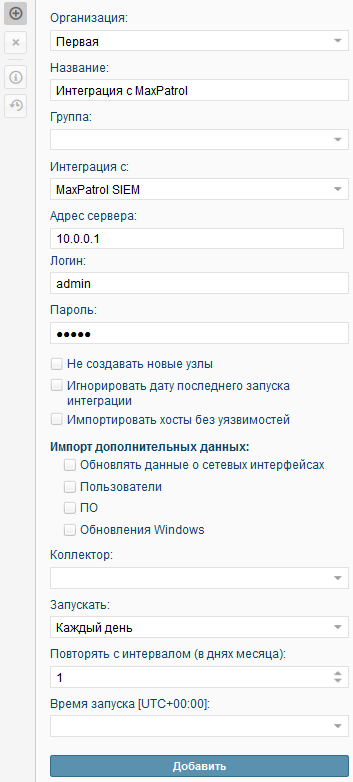 Организация:
Первая
Название:
Интеграция с MaxPatrol
Группа:
Интеграция с:
MaxPatrol SIEM
Адрес сервера:
10.0.0.1
Логин:
admin
Пароль:
●●●●●
Не создавать новые узлы
Игнорировать дату последнего запуска
интеграции
Импортировать хосты без уязвимостей
Импорт дополнительных данных:
Обновлять данные о сетевых интерфейсах
Пользователи
ПО
Обновления Windows
Коллектор:
Запускать:
Каждый день
Повторять с интервалом (в днях месяца):
1
Время запуска [UTC+00:00]:
Добавить